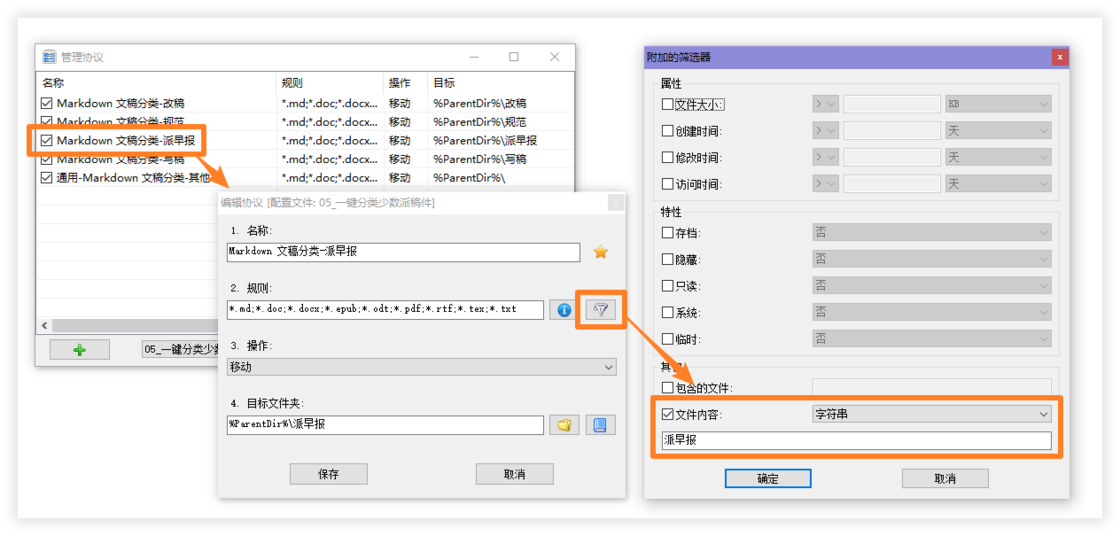 管理协议
名称 规则 操作 目标
Markdown 文稿分类-改稿 *.md;*.doc;*.docx... 移动 %ParentDir%\改稿
Markdown 文稿分类-规范 *.md;*.doc;*.docx... 移动 %ParentDir%\规范
Markdown 文稿分类-派早报 *.md;*.doc;*.docx... 移动 %ParentDir%\派早报
Markdown 文稿分类-写稿 *.md;*.doc;*.docx... 移动 %ParentDir%\写稿
通用-Markdown 文稿分类-其他 *.md;*.doc;*.docx... 移动 %ParentDir%\
05_一键分类少数
编辑协议 [配置文件: 05_一键分类少数派稿件]
1. 名称:
Markdown 文稿分类-派早报
2. 规则:
*.md;*.doc;*.docx;*.epub;*.odt;*.pdf;*.rtf;*.tex;*.txt
3. 操作:
移动
4. 目标文件夹:
%ParentDir%\派早报
保存 取消
附加的筛选器
属性
文件大小: > KB
创建时间: > 天
修改时间: > 天
访问时间: > 天
特性
存档: 否
隐藏: 否
只读: 否
系统: 否
临时: 否
包含的文件:
文件内容: 字符串
派早报
确定 取消